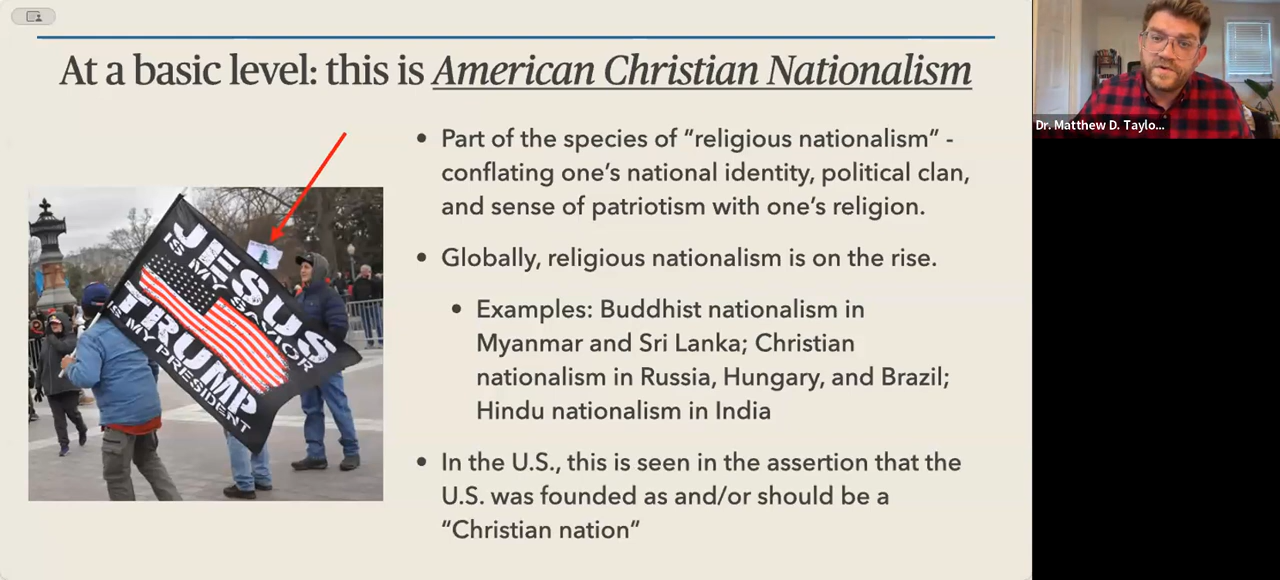 At a basic level: this is American Christian Nationalism
• Part of the species of “religious nationalism” -
conflating one’s national identity, political clan,
and sense of patriotism with one’s religion.
• Globally, religious nationalism is on the rise.
• Examples: Buddhist nationalism in
Myanmar and Sri Lanka; Christian
nationalism in Russia, Hungary, and Brazil;
Hindu nationalism in India
• In the U.S., this is seen in the assertion that the
U.S. was founded as and/or should be a
“Christian nation“
JESUS
IS MY SAVIOR
TRUMP
IS MY PRESIDENT
Dr. Matthew D. Taylo...